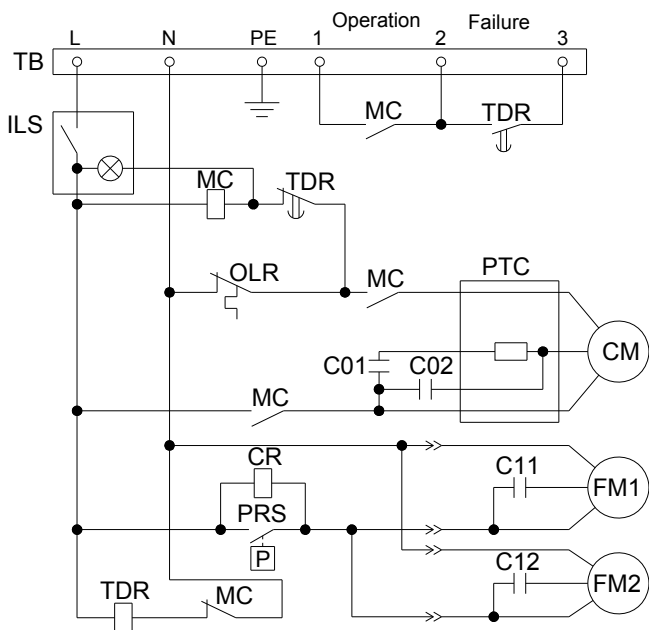 Operation Failure
L N PE 1 2 3
TB
ILS
MC TDR
MC TDR
OLR MC PTC
C01 C02 CM
MC
CR C11
PRS FM1
P
C12
TDR MC FM2